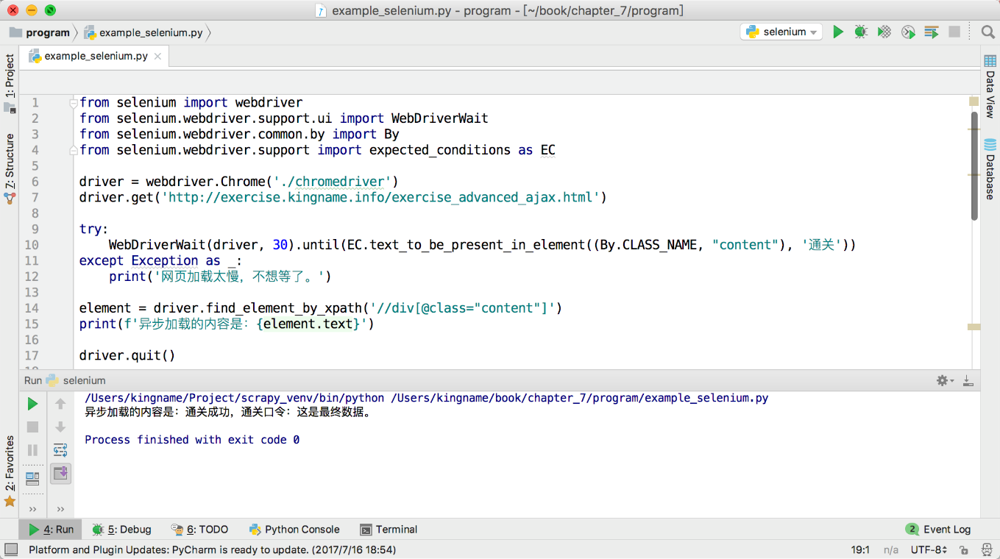 example_selenium.py - program - [~/book/chapter_7/program]
program example_selenium.py selenium
example_selenium.py
1: Project
7: Structure
2: Favorites
Data View
Database
1 from selenium import webdriver
2 from selenium.webdriver.support.ui import WebDriverWait
3 from selenium.webdriver.common.by import By
4 from selenium.webdriver.support import expected_conditions as EC
5
6 driver = webdriver.Chrome('./chromedriver')
7 driver.get('http://exercise.kingname.info/exercise_advanced_ajax.html')
8
9 try:
10 WebDriverWait(driver, 30).until(EC.text_to_be_present_in_element((By.CLASS_NAME, "content"), '通关'))
11 except Exception as _:
12 print('网页加载太慢，不想等了。')
13
14 element = driver.find_element_by_xpath('//div[@class="content"]')
15 print(f'异步加载的内容是：{element.text}')
16
17 driver.quit()
Run selenium
/Users/kingname/Project/scrapy_venv/bin/python /Users/kingname/book/chapter_7/program/example_selenium.py
异步加载的内容是：通关成功，通关口令：这是最终数据。
Process finished with exit code 0
4: Run 5: Debug 6: TODO Python Console Terminal 2 Event Log
Platform and Plugin Updates: PyCharm is ready to update. (2017/7/16 18:54) 19:1 n/a UTF-8